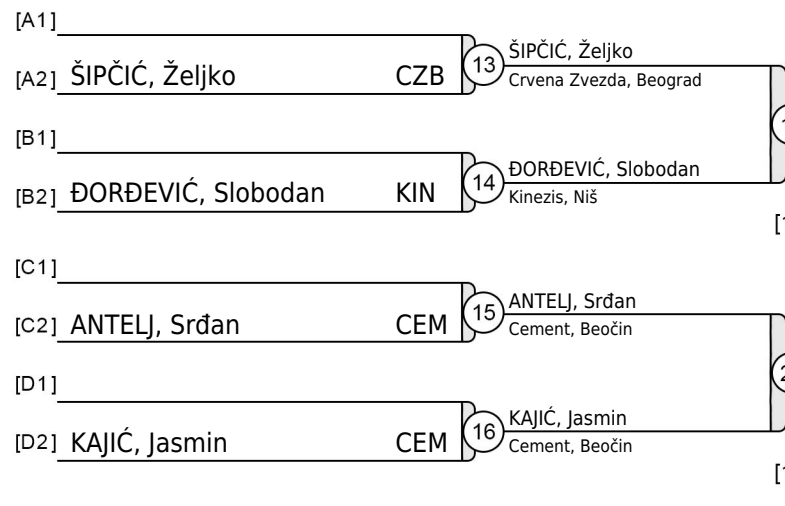 [A1]
[A2] ŠIPČIĆ, Željko CZB
13
ŠIPČIĆ, Željko
Crvena Zvezda, Beograd
[B1]
[B2] ĐORĐEVIĆ, Slobodan KIN
14
ĐORĐEVIĆ, Slobodan
Kinezis, Niš
[C1]
[C2] ANTELJ, Srđan CEM
15
ANTELJ, Srđan
Cement, Beočin
[D1]
[D2] KAJIĆ, Jasmin CEM
16
KAJIĆ, Jasmin
Cement, Beočin